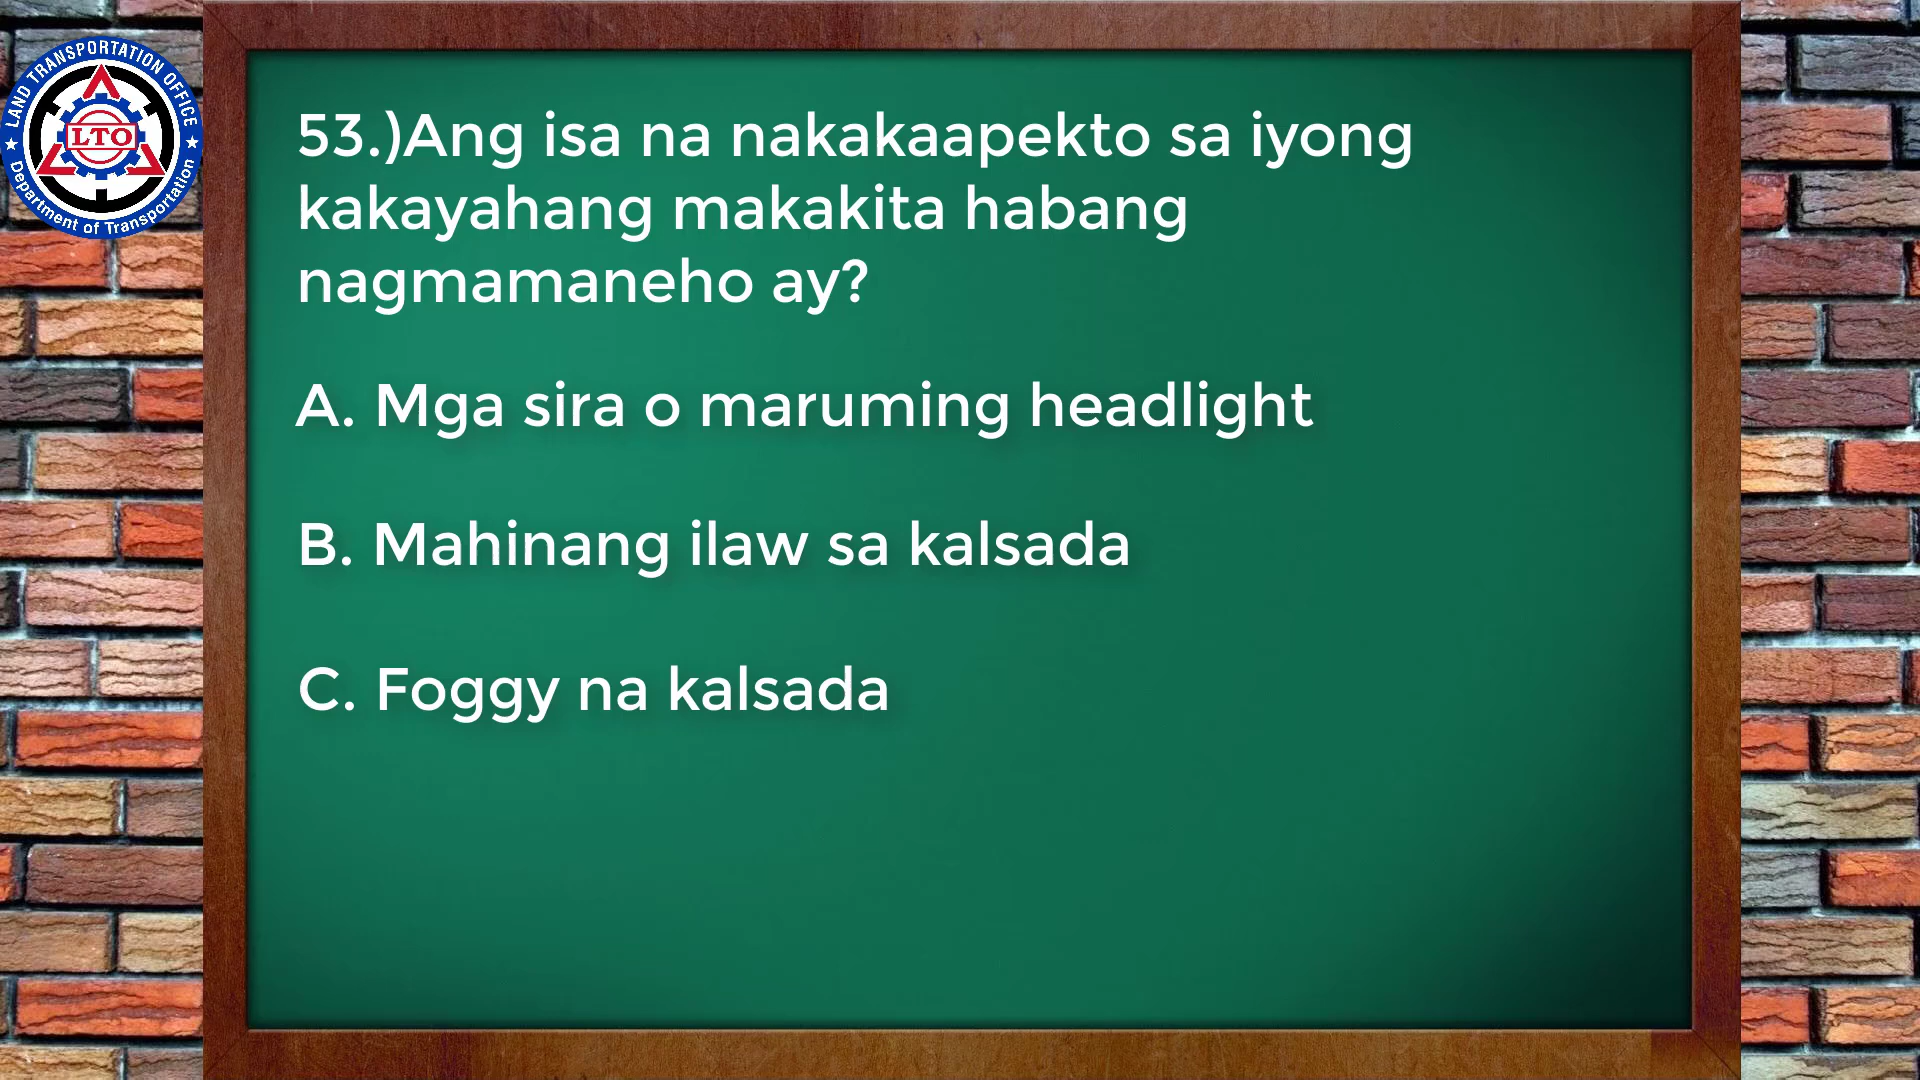 LAND TRANSPORTATION OFFICE
LTO
Department of Transportation
53.)Ang isa na nakakaapekto sa iyong
kakayahang makakita habang
nagmamaneho ay?
A. Mga sira o maruming headlight
B. Mahinang ilaw sa kalsada
C. Foggy na kalsada